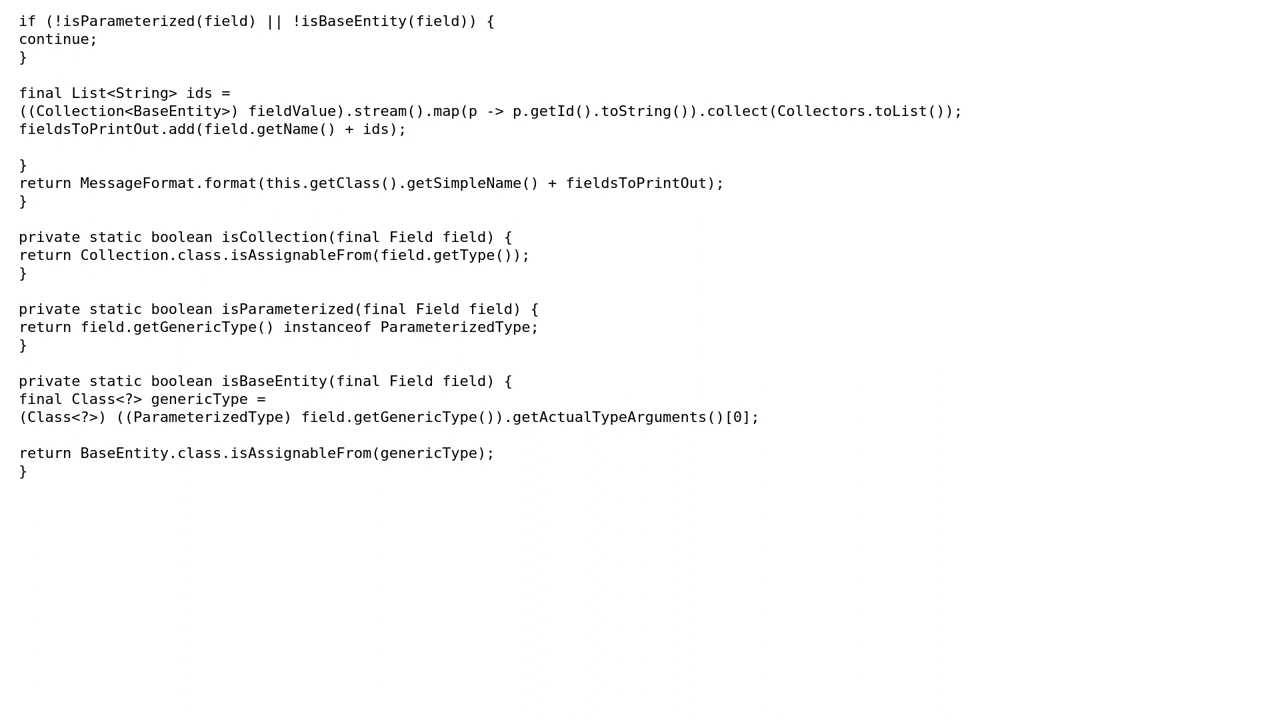 if (!isParameterized(field) || !isBaseEntity(field)) {
continue;
}

final List<String> ids =
((Collection<BaseEntity>) fieldValue).stream().map(p -> p.getId().toString()).collect(Collectors.toList());
fieldsToPrintOut.add(field.getName() + ids);

}
return MessageFormat.format(this.getClass().getSimpleName() + fieldsToPrintOut);
}

private static boolean isCollection(final Field field) {
return Collection.class.isAssignableFrom(field.getType());
}

private static boolean isParameterized(final Field field) {
return field.getGenericType() instanceof ParameterizedType;
}

private static boolean isBaseEntity(final Field field) {
final Class<?> genericType =
(Class<?>) ((ParameterizedType) field.getGenericType()).getActualTypeArguments()[0];

return BaseEntity.class.isAssignableFrom(genericType);
}